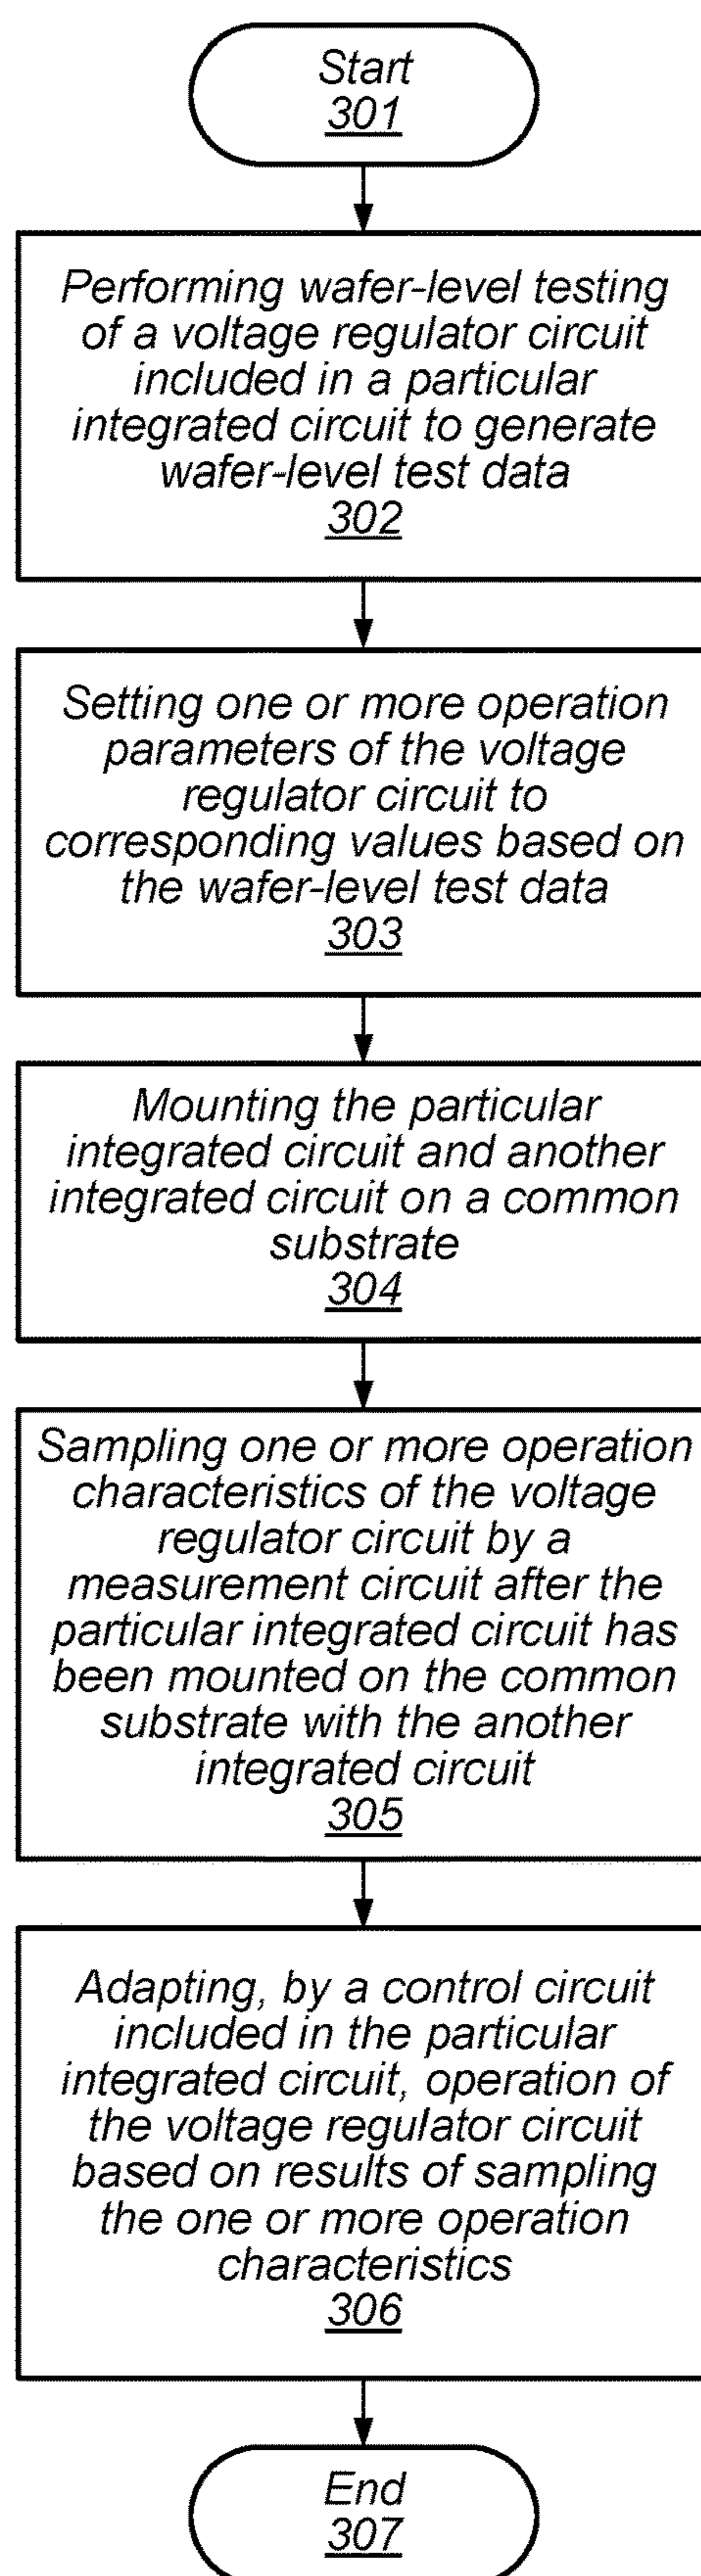 Start
301
Performing wafer-level testing
of a voltage regulator circuit
included in a particular
integrated circuit to generate
wafer-level test data
302
Setting one or more operation
parameters of the voltage
regulator circuit to
corresponding values based on
the wafer-level test data
303
Mounting the particular
integrated circuit and another
integrated circuit on a common
substrate
304
Sampling one or more operation
characteristics of the voltage
regulator circuit by a
measurement circuit after the
particular integrated circuit has
been mounted on the common
substrate with the another
integrated circuit
305
Adapting, by a control circuit
included in the particular
integrated circuit, operation of
the voltage regulator circuit
based on results of sampling
the one or more operation
characteristics
306
End
307